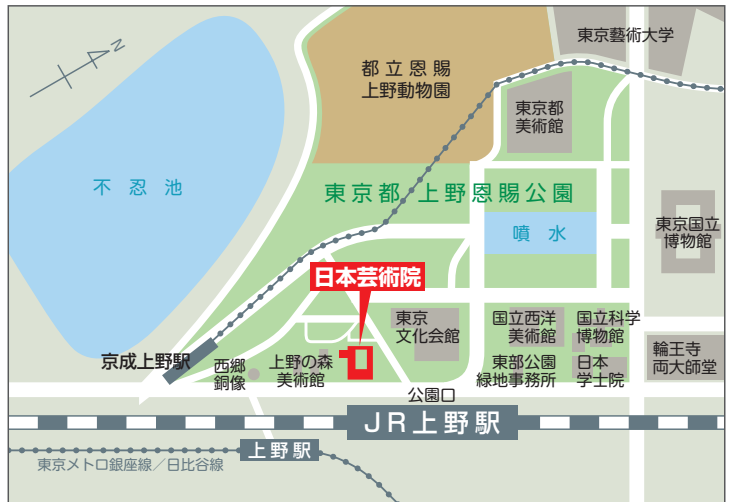 東京藝術大学
N
都立恩賜
上野動物園
東京都
美術館
不忍池
東京都 上野恩賜公園
噴水
東京国立
博物館
日本芸術院
東京
文化会館
国立西洋
美術館
国立科学
博物館
京成上野駅
西郷
銅像
上野の森
美術館
東部公園
緑地事務所
日本
学士院
輪王寺
両大師堂
公園口
JR上野駅
上野駅
東京メトロ銀座線／日比谷線